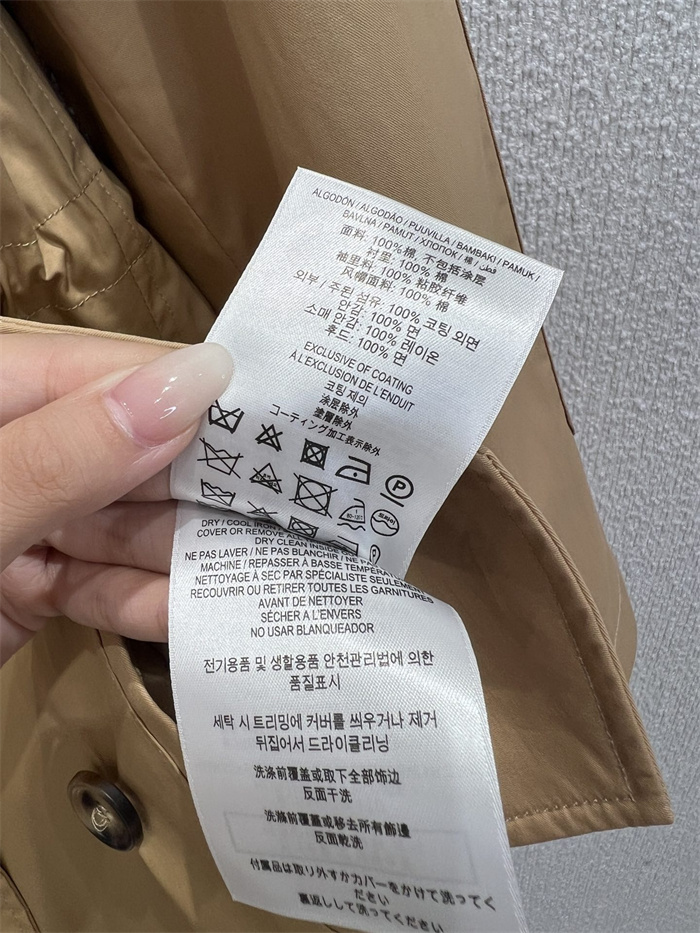 ALGODÓN / ALGODÃO / PUUVILLA / BAMBAKI / PAMUK /
BAVLNA / PAMUT / ХЛОПОК / 棉 / قطن
面料: 100%棉, 不包括涂层
衬里: 100% 棉
袖里料: 100% 粘胶纤维
风帽面料: 100% 棉
외부 / 주된 섬유: 100% 코팅 외면
안감: 100% 면
소매 안감: 100% 레이온
후드: 100% 면
EXCLUSIVE OF COATING
À L'EXCLUSION DE L'ENDUIT
코팅 제외
涂层除外
塗層除外
コーティング加工表示除外
P
80-120℃
드라이
DRY / COOL IRON
COVER OR REMOVE ALL
DRY CLEAN INSIDE
NE PAS LAVER / NE PAS BLANCHIR / NE PAS
MACHINE / REPASSER À BASSE TEMPÉRATURE
NETTOYAGE À SEC PAR SPÉCIALISTE SEULEMENT
RECOUVRIR OU RETIRER TOUTES LES GARNITURES
AVANT DE NETTOYER
SÉCHER À L'ENVERS
NO USAR BLANQUEADOR
전기용품 및 생활용품 안전관리법에 의한
품질표시
세탁 시 트리밍에 커버를 씌우거나 제거
뒤집어서 드라이클리닝
洗涤前覆盖或取下全部饰边
反面干洗
洗滌前覆蓋或移去所有飾邊
反面乾洗
付属品は取り外すかカバーをかけて洗ってく
ださい
裏返しして洗ってください